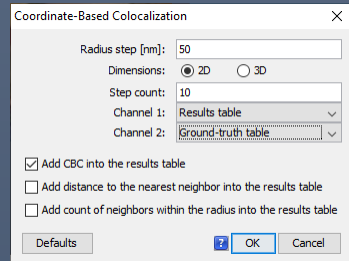 Coordinate-Based Colocalization
Radius step [nm]: 50
Dimensions: 2D 3D
Step count: 10
Channel 1: Results table
Channel 2: Ground-truth table
Add CBC into the results table
Add distance to the nearest neighbor into the results table
Add count of neighbors within the radius into the results table
Defaults ? OK Cancel